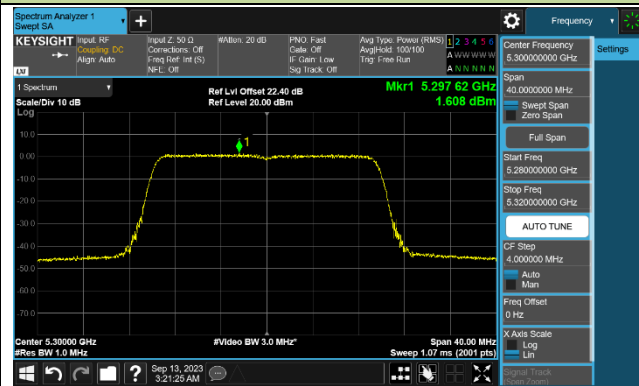 Spectrum Analyzer 1
Swept SA
Frequency
KEYSIGHT
Input: RF
Coupling: DC
Align: Auto
Input Z: 50 Ω
Corrections: Off
Freq Ref: Int (S)
NFE: Off
#Atten: 20 dB
PNO: Fast
Gate: Off
IF Gain: Low
Sig Track: Off
Avg Type: Power (RMS)
Avg|Hold: 100/100
Trig: Free Run
1 2 3 4 5 6
A W W W W W
A N N N N N
LXI
1 Spectrum
Scale/Div 10 dB
Log
Ref Lvl Offset 22.40 dB
Ref Level 20.00 dBm
Mkr1 5.297 62 GHz
1.608 dBm
1
10.0
0.00
-10.0
-20.0
-30.0
-40.0
-50.0
-60.0
-70.0
Center 5.30000 GHz
#Res BW 1.0 MHz
#Video BW 3.0 MHz*
Span 40.00 MHz
Sweep 1.07 ms (2001 pts)
Sep 13, 2023
3:21:25 AM
Center Frequency
5.300000000 GHz
Settings
Span
40.0000000 MHz
Swept Span
Zero Span
Full Span
Start Freq
5.280000000 GHz
Stop Freq
5.320000000 GHz
AUTO TUNE
CF Step
4.000000 MHz
Auto
Man
Freq Offset
0 Hz
X Axis Scale
Log
Lin
Signal Track
(Span Zoom)